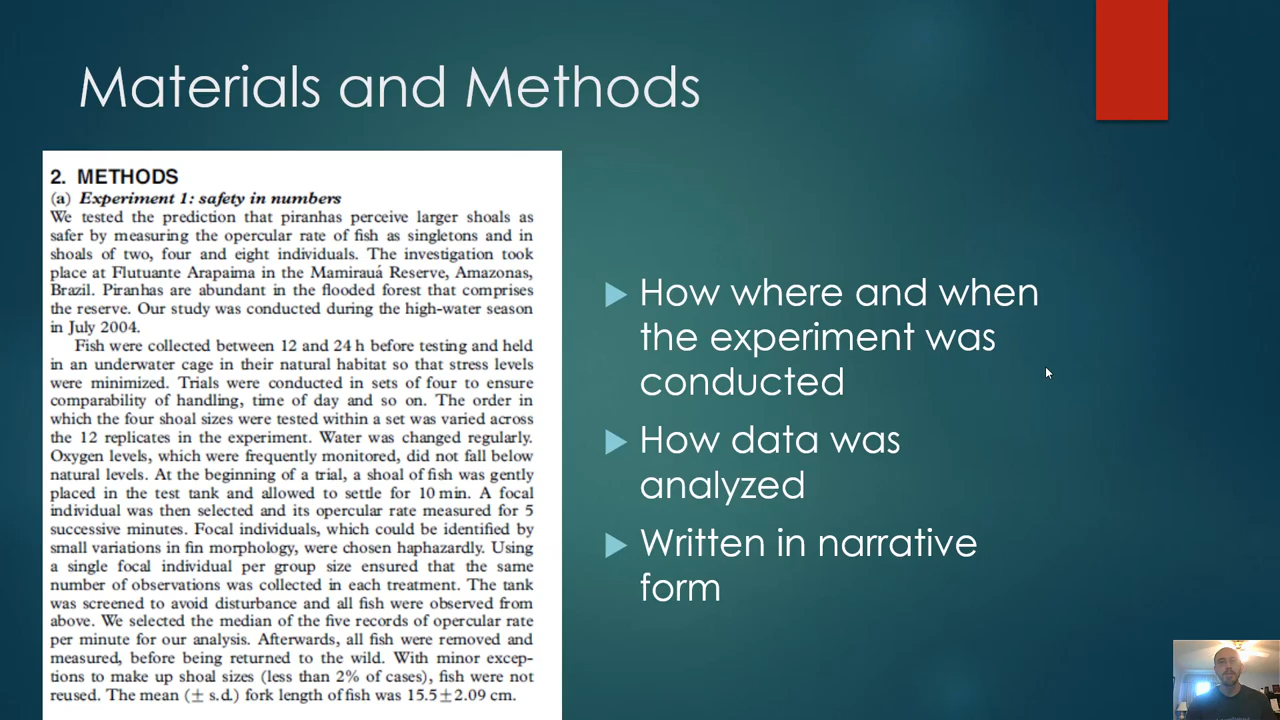 Materials and Methods
2. METHODS
(a) Experiment 1: safety in numbers
We tested the prediction that piranhas perceive larger shoals as
safer by measuring the opercular rate of fish as singletons and in
shoals of two, four and eight individuals. The investigation took
place at Flutuante Arapaima in the Mamirauá Reserve, Amazonas,
Brazil. Piranhas are abundant in the flooded forest that comprises
the reserve. Our study was conducted during the high-water season
in July 2004.
Fish were collected between 12 and 24 h before testing and held
in an underwater cage in their natural habitat so that stress levels
were minimized. Trials were conducted in sets of four to ensure
comparability of handling, time of day and so on. The order in
which the four shoal sizes were tested within a set was varied across
the 12 replicates in the experiment. Water was changed regularly.
Oxygen levels, which were frequently monitored, did not fall below
natural levels. At the beginning of a trial, a shoal of fish was gently
placed in the test tank and allowed to settle for 10 min. A focal
individual was then selected and its opercular rate measured for 5
successive minutes. Focal individuals, which could be identified by
small variations in fin morphology, were chosen haphazardly. Using
a single focal individual per group size ensured that the same
number of observations was collected in each treatment. The tank
was screened to avoid disturbance and all fish were observed from
above. We selected the median of the five records of opercular rate
per minute for our analysis. Afterwards, all fish were removed and
measured, before being returned to the wild. With minor excep-
tions to make up shoal sizes (less than 2% of cases), fish were not
reused. The mean (± s.d.) fork length of fish was 15.5±2.09 cm.
How where and when
the experiment was
conducted
How data was
analyzed
Written in narrative
form